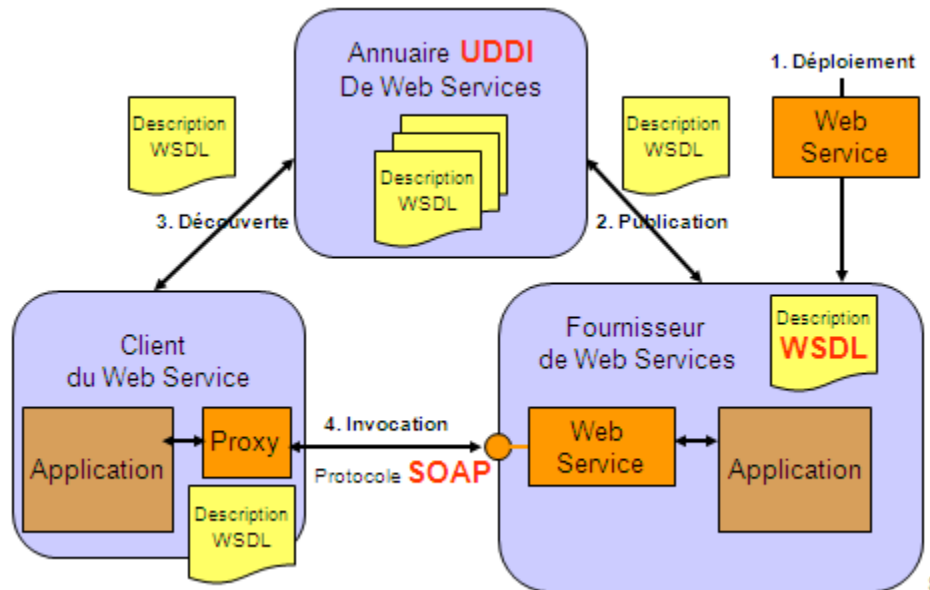 Annuaire UDDI
De Web Services
1. Déploiement
Description
WSDL
Description
WSDL
Web
Service
Description
WSDL
3. Découverte
2. Publication
Client
du Web Service
Fournisseur
de Web Services
Description
WSDL
Application
Proxy
4. Invocation
Protocole SOAP
Web
Service
Application
Description
WSDL